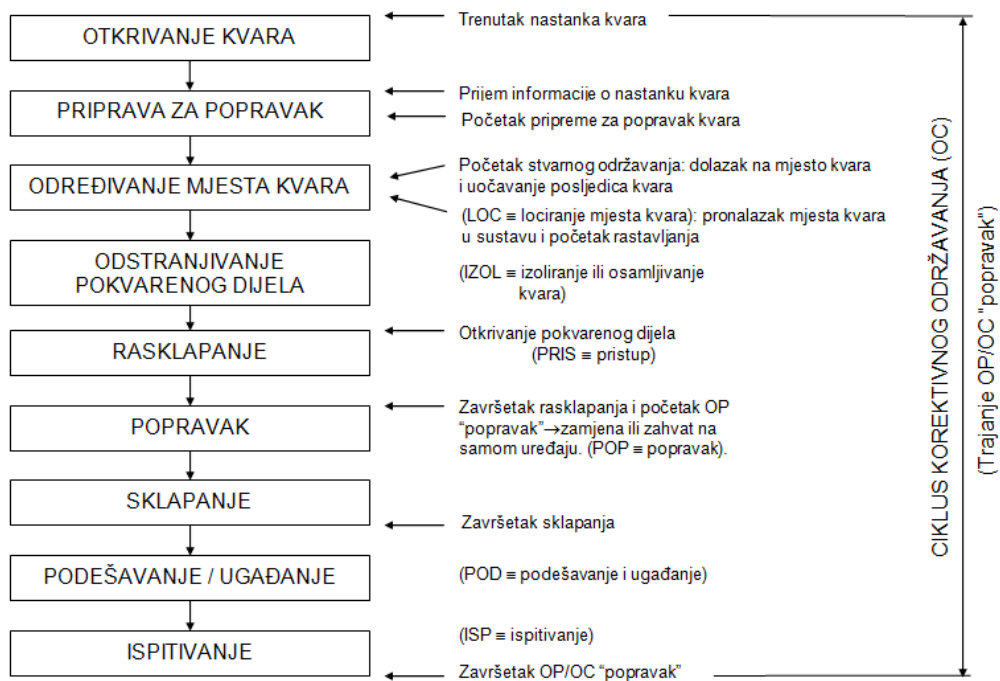 OTKRIVANJE KVARA
Trenutak nastanka kvara
PRIPRAVA ZA POPRAVAK
Prijem informacije o nastanku kvara
Početak pripreme za popravak kvara
ODREĐIVANJE MJESTA KVARA
Početak stvarnog održavanja: dolazak na mjesto kvara
i uočavanje posljedica kvara
(LOC ≡ lociranje mjesta kvara): pronalazak mjesta kvara
u sustavu i početak rastavljanja
ODSTRANJIVANJE
POKVARENOG DIJELA
(IZOL ≡ izoliranje ili osamljivanje
kvara)
RASKLAPANJE
Otkrivanje pokvarenog dijela
(PRIS ≡ pristup)
POPRAVAK
Završetak rasklapanja i početak OP
“popravak”→zamjena ili zahvat na
samom uređaju. (POP ≡ popravak).
SKLAPANJE
Završetak sklapanja
PODEŠAVANJE / UGAĐANJE
(POD ≡ podešavanje i ugađanje)
ISPITIVANJE
(ISP ≡ ispitivanje)
Završetak OP/OC “popravak”
CIKLUS KOREKTIVNOG ODRŽAVANJA (OC)
(Trajanje OP/OC "popravak")